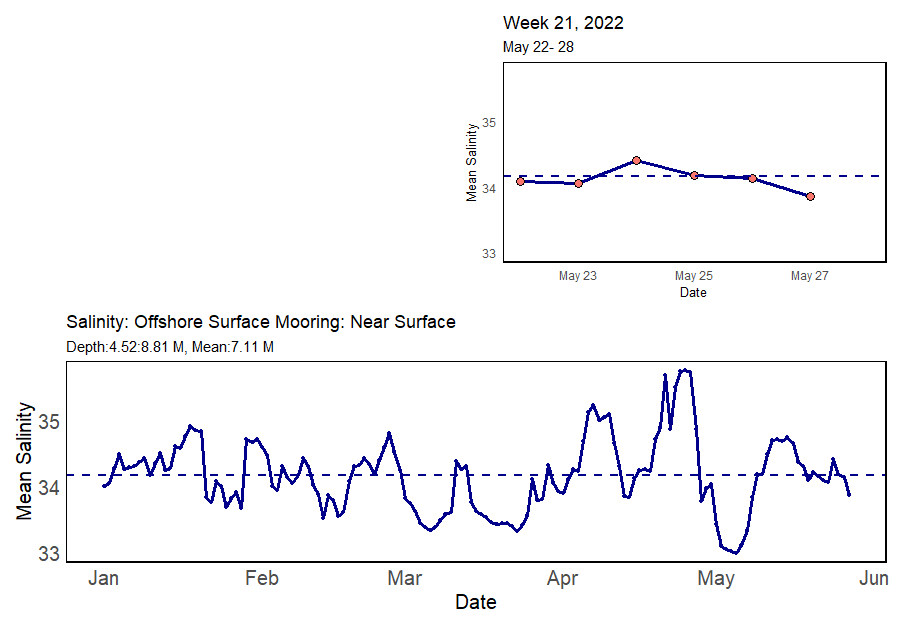 Week 21, 2022
May 22- 28
Mean Salinity
35
34
33
May 23
May 25
May 27
Date
Salinity: Offshore Surface Mooring: Near Surface
Depth:4.52:8.81 M, Mean:7.11 M
Mean Salinity
35
34
33
Jan
Feb
Mar
Apr
May
Jun
Date